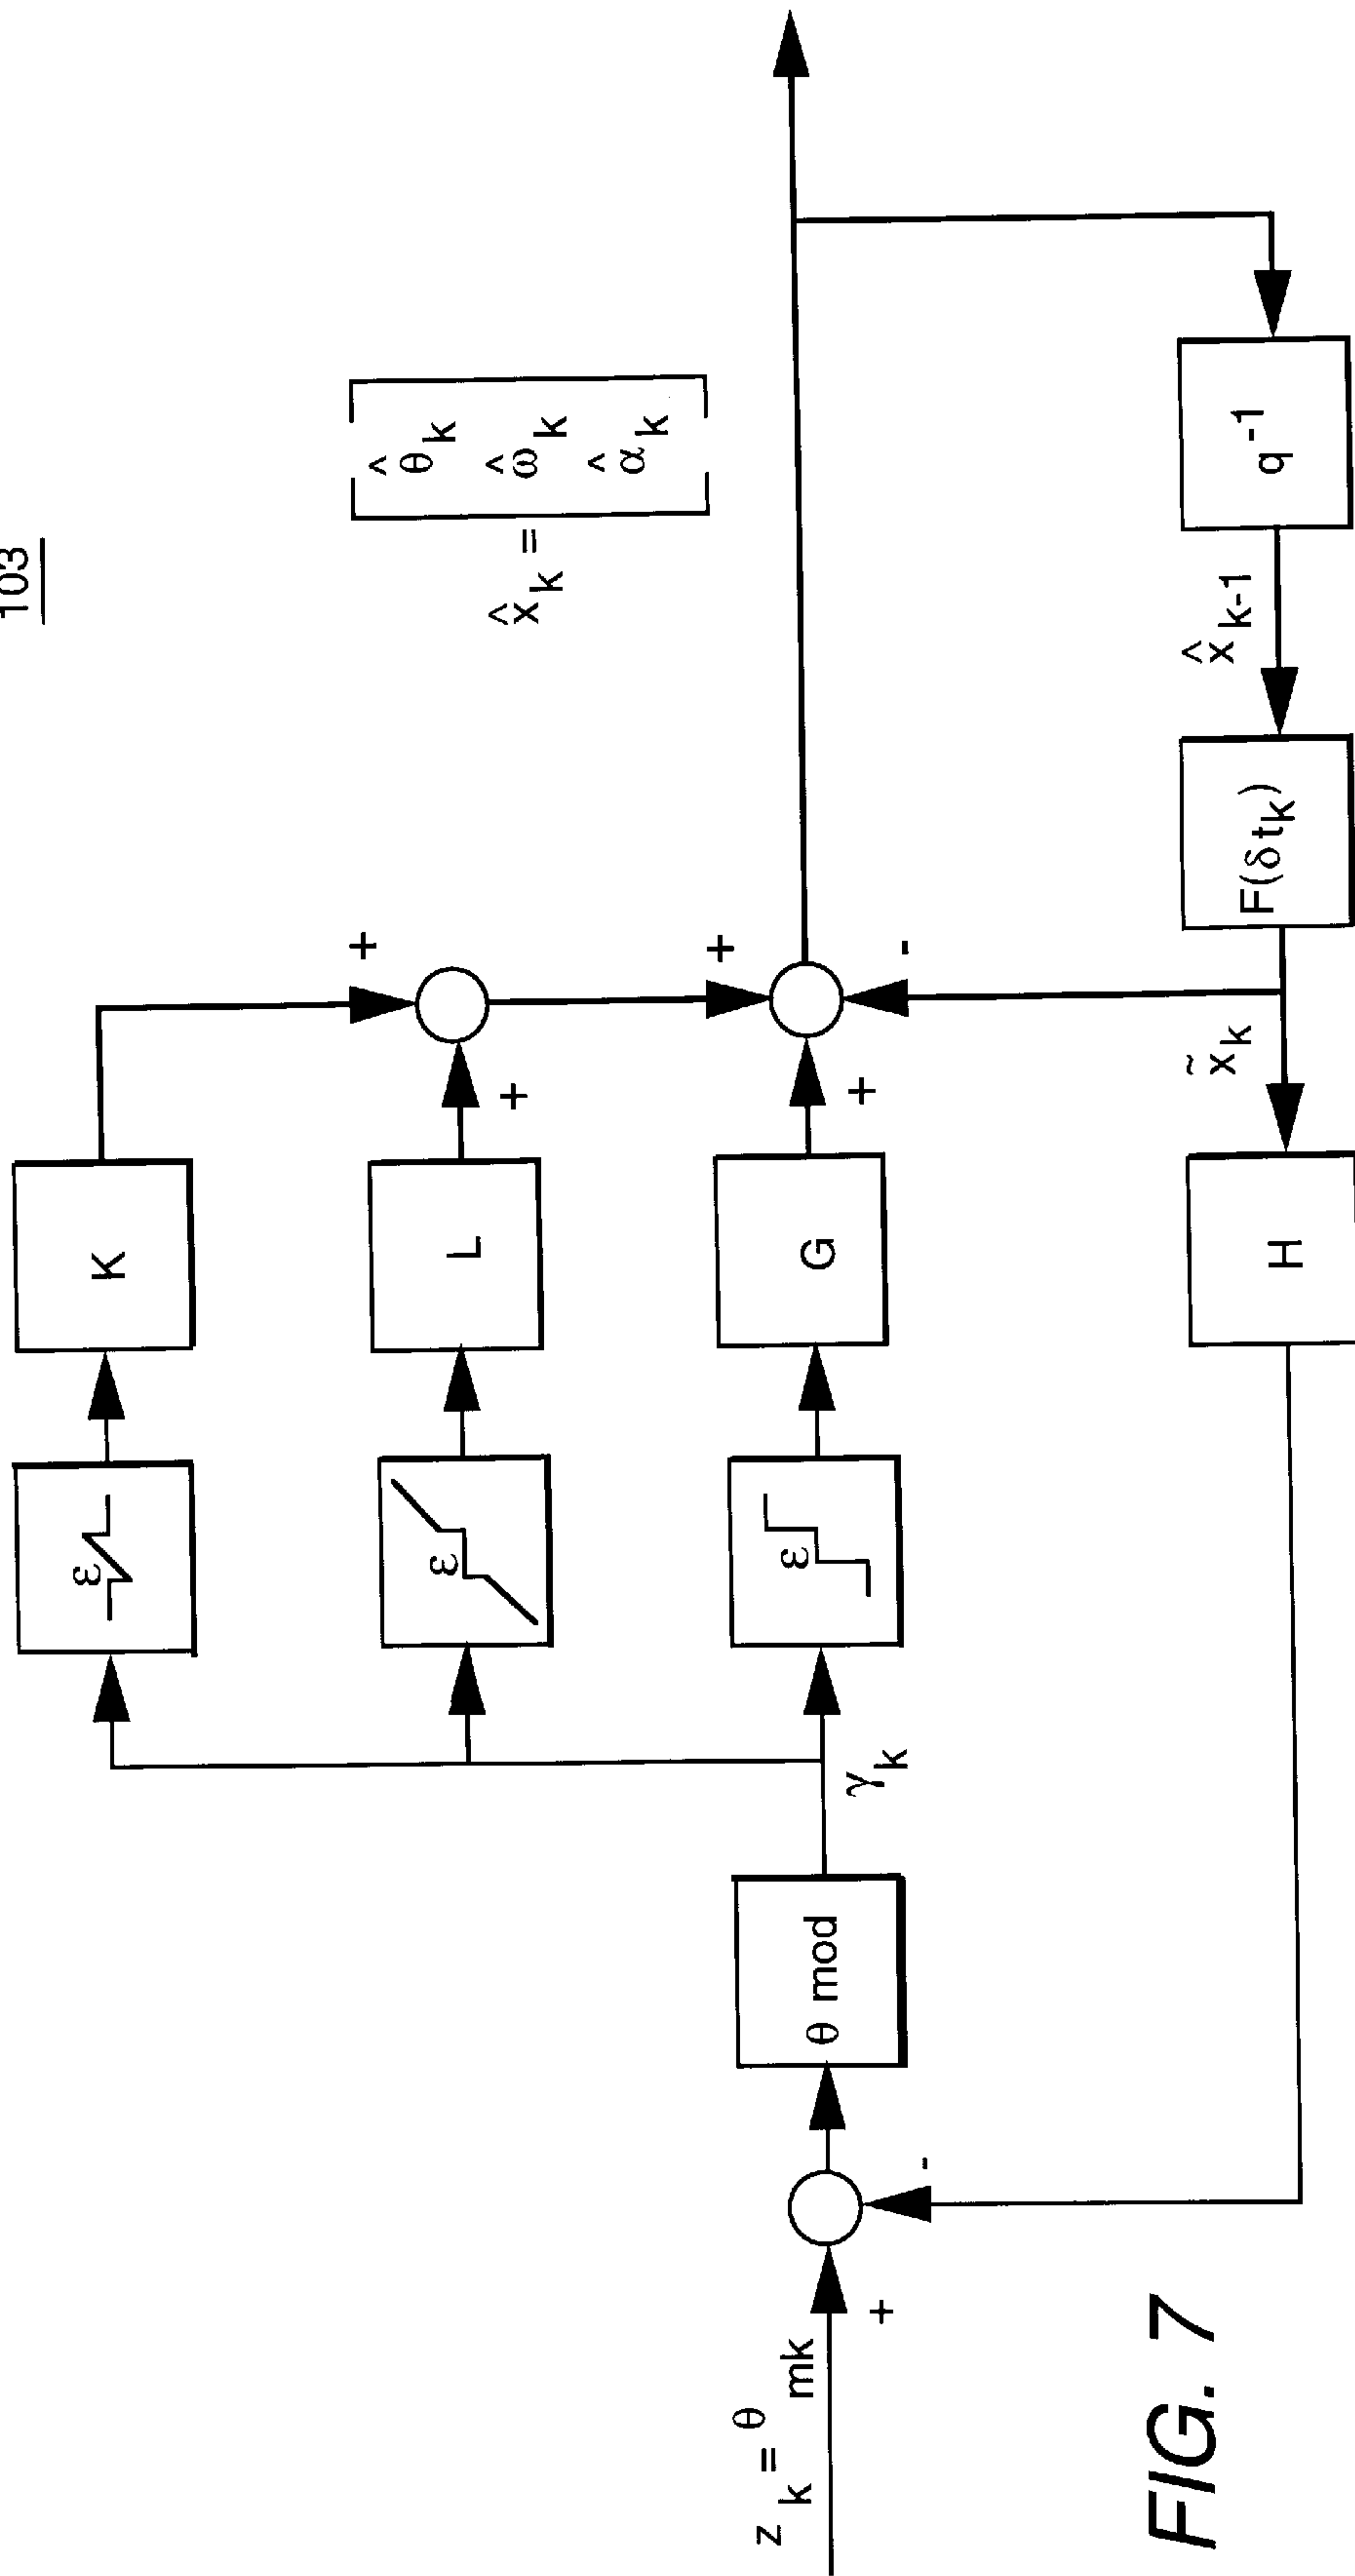 103
ε
K
+
x̂k = [ θ̂k ω̂k α̂k ]
ε
L
+
+
zk = θmk
+
-
θ mod
γk
ε
G
+
-
F(δtk)
x̂k-1
q-1
x̃k
H
FIG. 7